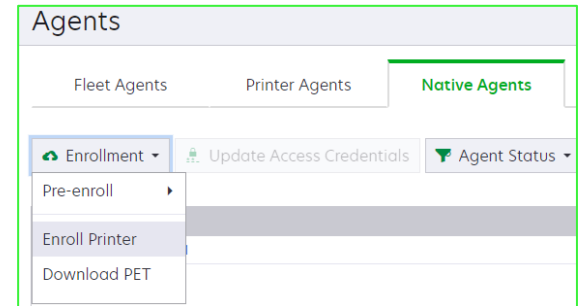 Agents
Fleet Agents Printer Agents Native Agents
Enrollment Update Access Credentials Agent Status
Pre-enroll
Enroll Printer
Download PET